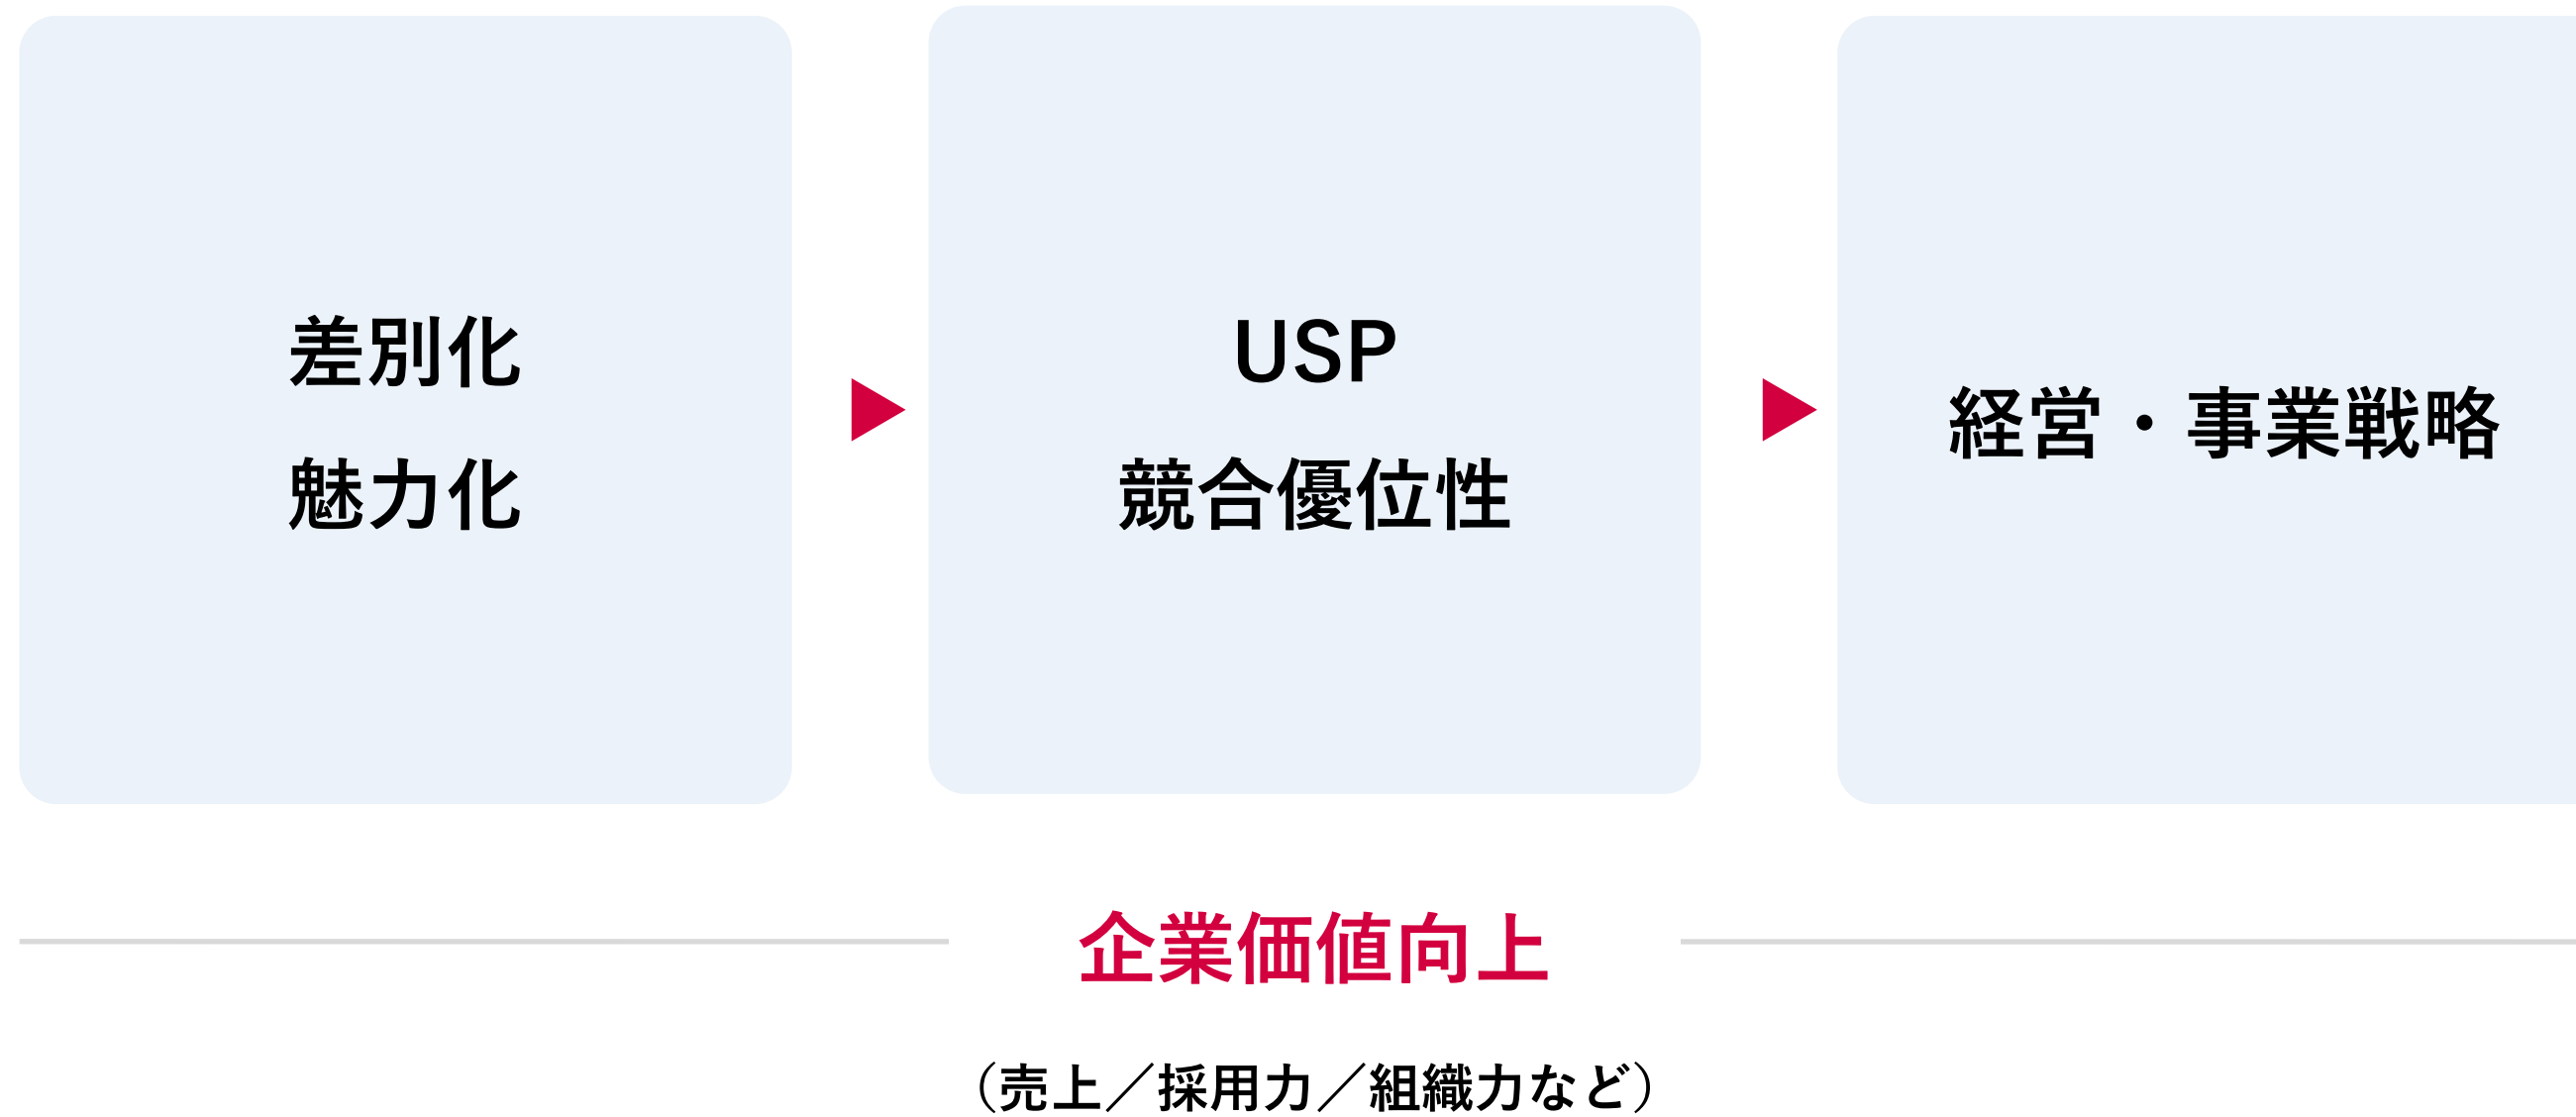 差別化
魅力化
USP
競合優位性
経営・事業戦略
企業価値向上
（売上／採用力／組織力など）